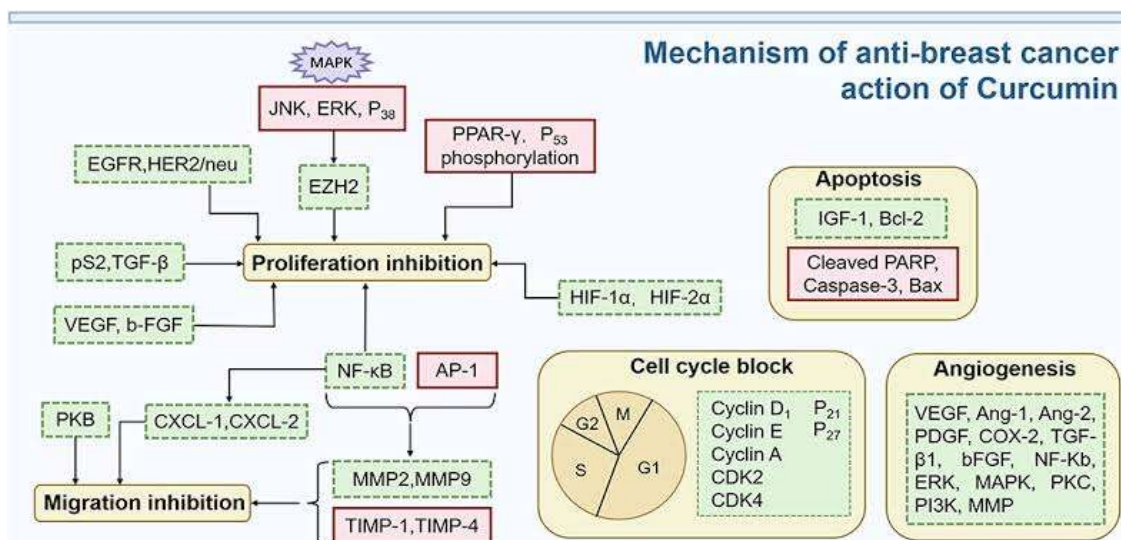 Mechanism of anti-breast cancer
action of Curcumin
MAPK
JNK, ERK, P38
PPAR-γ, P53
phosphorylation
EGFR,HER2/neu
EZH2
pS2,TGF-β
Proliferation inhibition
VEGF, b-FGF
HIF-1α, HIF-2α
NF-κB
AP-1
PKB
CXCL-1,CXCL-2
MMP2,MMP9
Migration inhibition
TIMP-1,TIMP-4
Apoptosis
IGF-1, Bcl-2
Cleaved PARP,
Caspase-3, Bax
Cell cycle block
M
G2
S
G1
Cyclin D1 P21
Cyclin E P27
Cyclin A
CDK2
CDK4
Angiogenesis
VEGF, Ang-1, Ang-2,
PDGF, COX-2, TGF-
β1, bFGF, NF-Kb,
ERK, MAPK, PKC,
PI3K, MMP